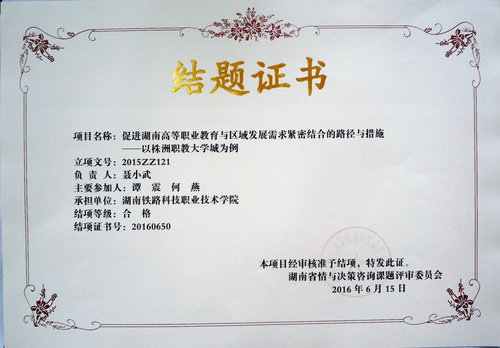 结题证书
项目名称：促进湖南高等职业教育与区域发展需求紧密结合的路径与措施
——以株洲职教大学城为例
立项文号：2015ZZ121
负 责 人：聂小武
主要参加人：谭 震 何 燕
承担单位：湖南铁路科技职业技术学院
结项等级：合 格
结项证书号：20160650
本项目经审核准予结项，特发此证。
湖南省情与决策咨询课题评审委员会
2016 年 6 月 15 日